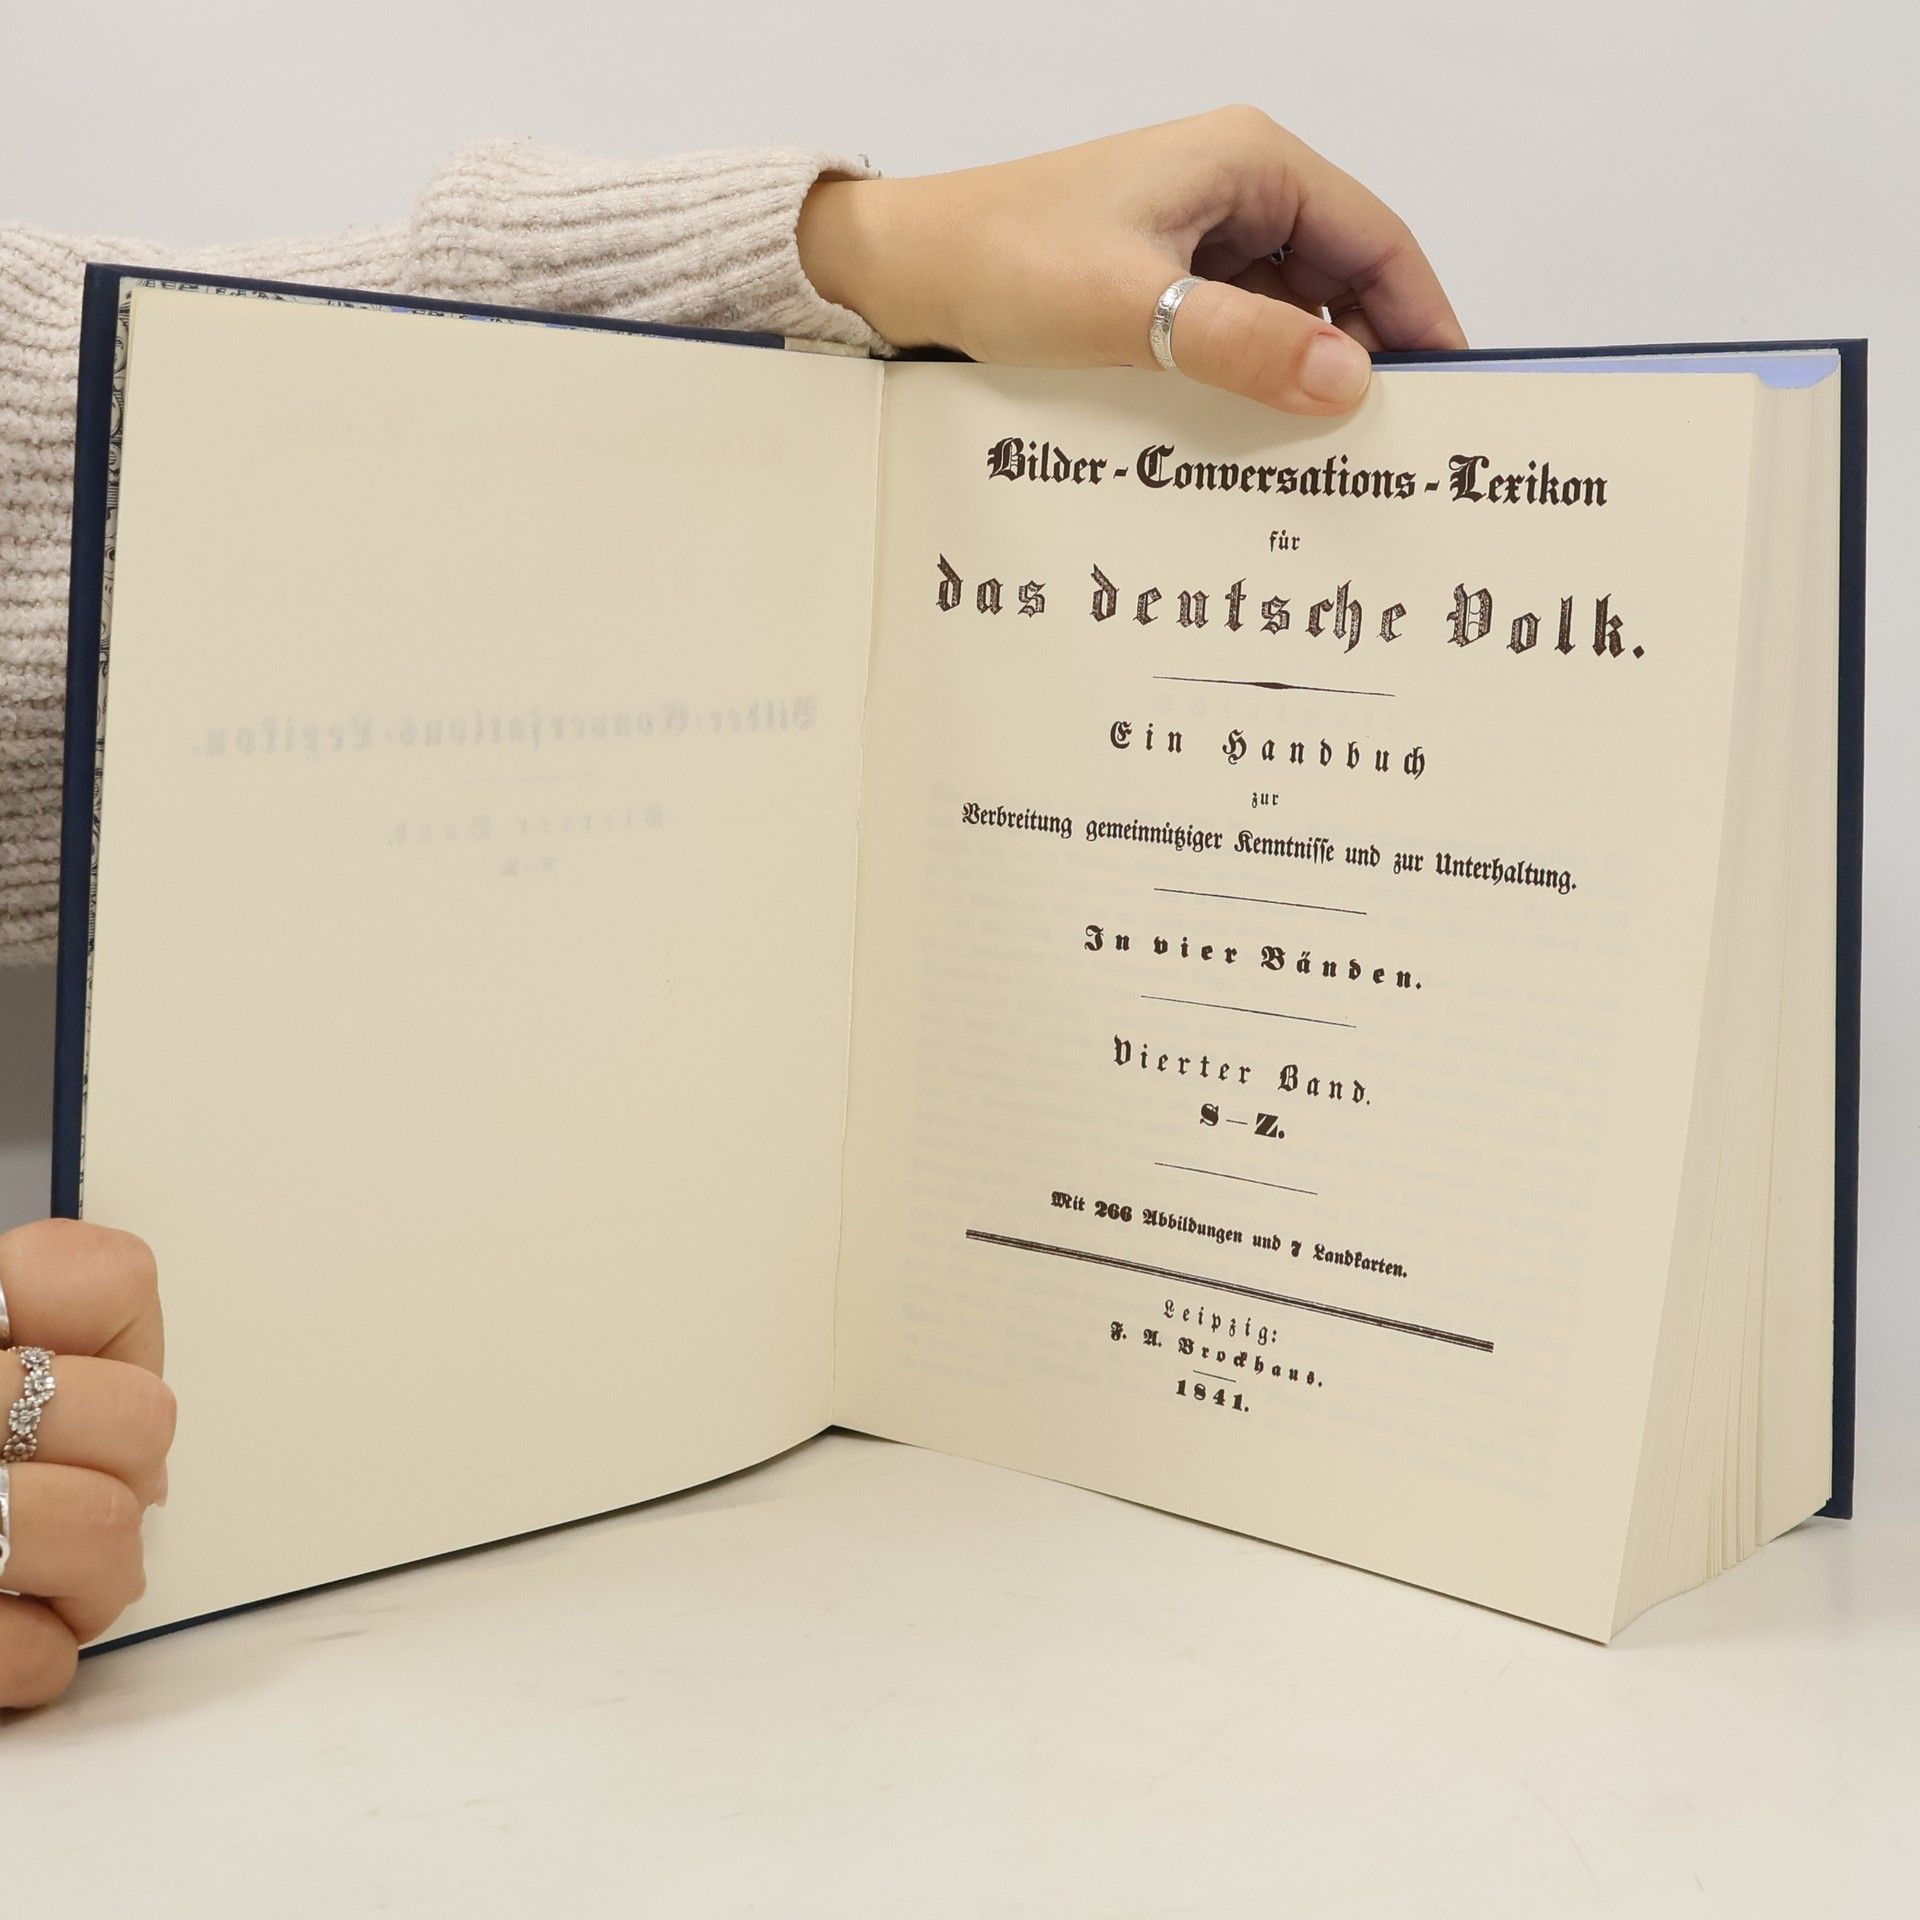 Bilder-Conversations-Lexikon
für
das deutsche Volk.
Ein Handbuch
zur
Verbreitung gemeinnütziger Kenntnisse und zur Unterhaltung.
In vier Bänden.
Vierter Band.
S–Z.
Mit 266 Abbildungen und 7 Landkarten.
Leipzig:
F. A. Brockhaus.
1841.